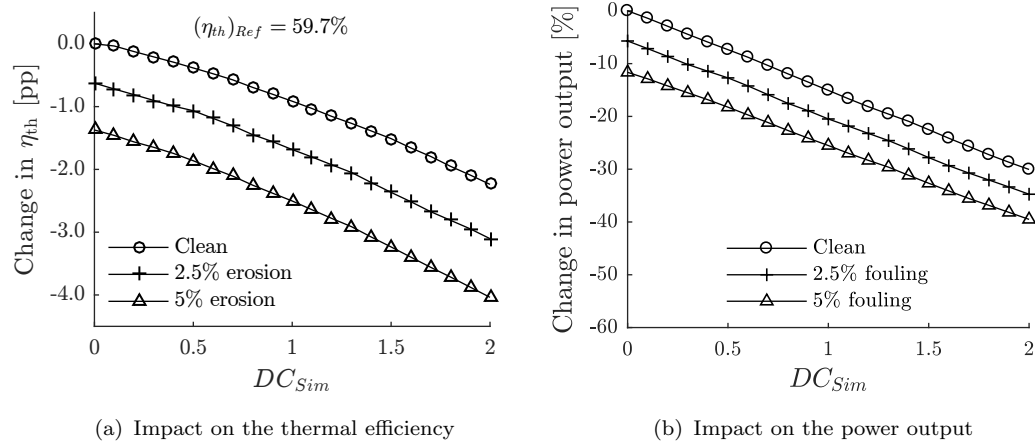 (η_th)_Ref = 59.7%
Change in η_th [pp]
0.0
-1.0
-2.0
-3.0
-4.0
Clean
2.5% erosion
5% erosion
0 0.5 1 1.5 2
DC_Sim
(a) Impact on the thermal efficiency
Change in power output [%]
0
-10
-20
-30
-40
-50
-60
Clean
2.5% fouling
5% fouling
0 0.5 1 1.5 2
DC_Sim
(b) Impact on the power output